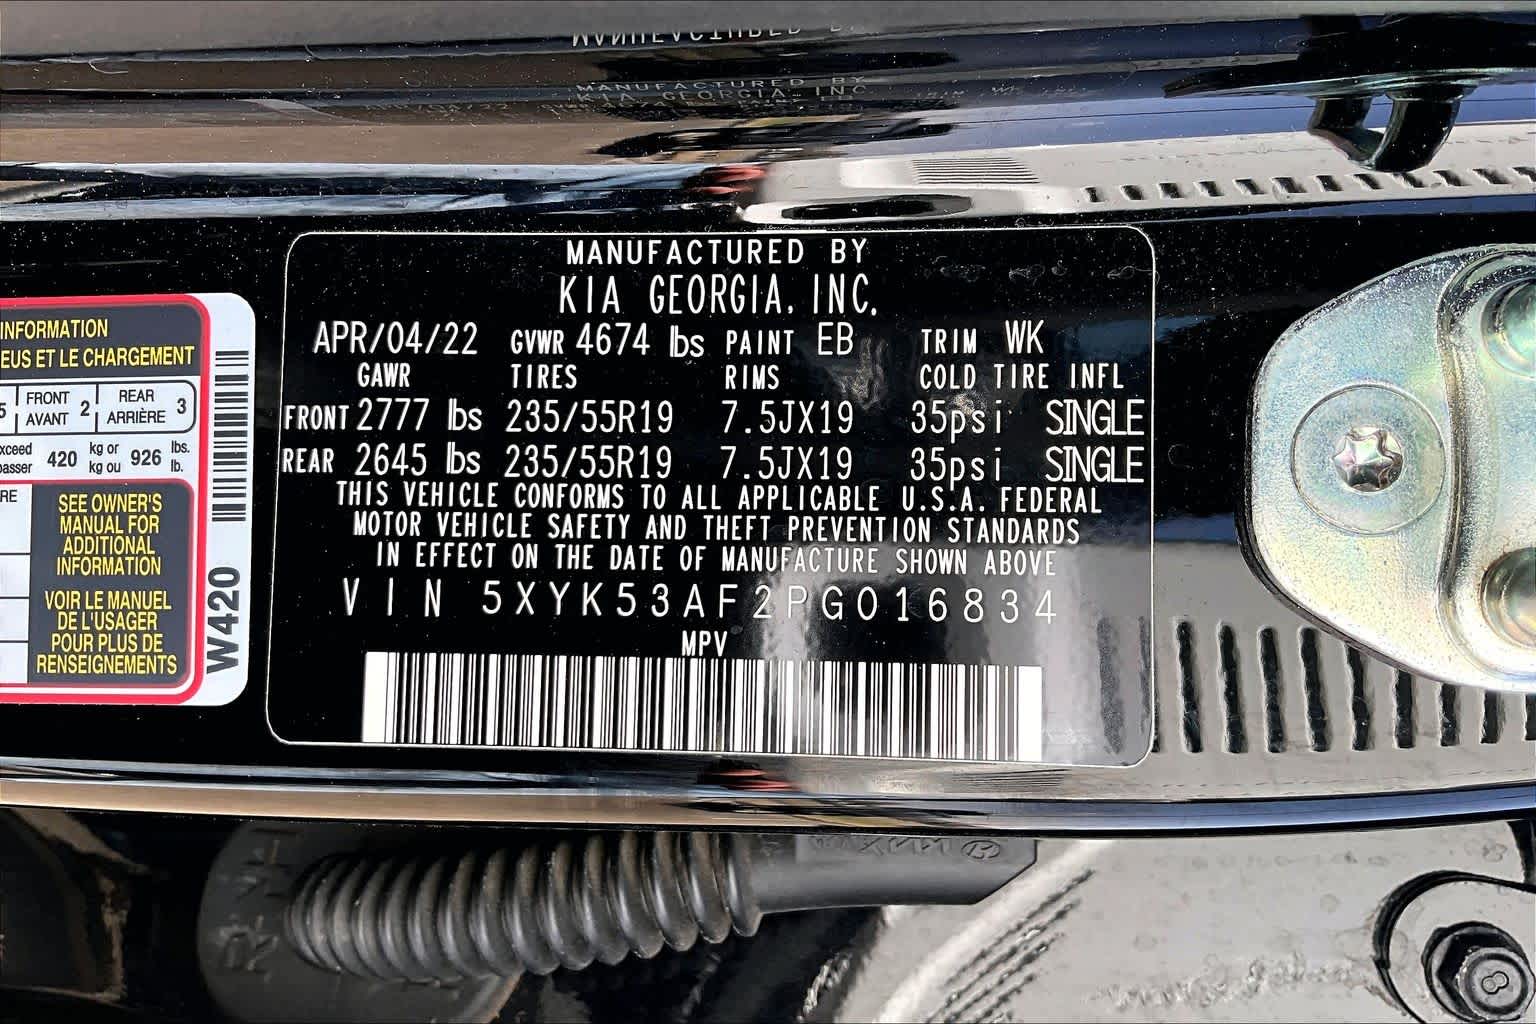 MANUFACTURED BY
KIA GEORGIA, INC.
APR/04/22 GVWR 4674 lbs PAINT EB TRIM WK
GAWR TIRES RIMS COLD TIRE INFL
FRONT 2777 lbs 235/55R19 7.5JX19 35psi SINGLE
REAR 2645 lbs 235/55R19 7.5JX19 35psi SINGLE
THIS VEHICLE CONFORMS TO ALL APPLICABLE U.S.A. FEDERAL
MOTOR VEHICLE SAFETY AND THEFT PREVENTION STANDARDS
IN EFFECT ON THE DATE OF MANUFACTURE SHOWN ABOVE
VIN 5XYK53AF2PG016834
MPV
INFORMATION
EUS ET LE CHARGEMENT
5 FRONT 2 REAR 3
AVANT ARRIÈRE
xceed kg or lbs.
passer 420 kg ou 926 lb.
RE
SEE OWNER'S
MANUAL FOR
ADDITIONAL
INFORMATION
VOIR LE MANUEL
DE L'USAGER
POUR PLUS DE
RENSEIGNEMENTS
W420
8